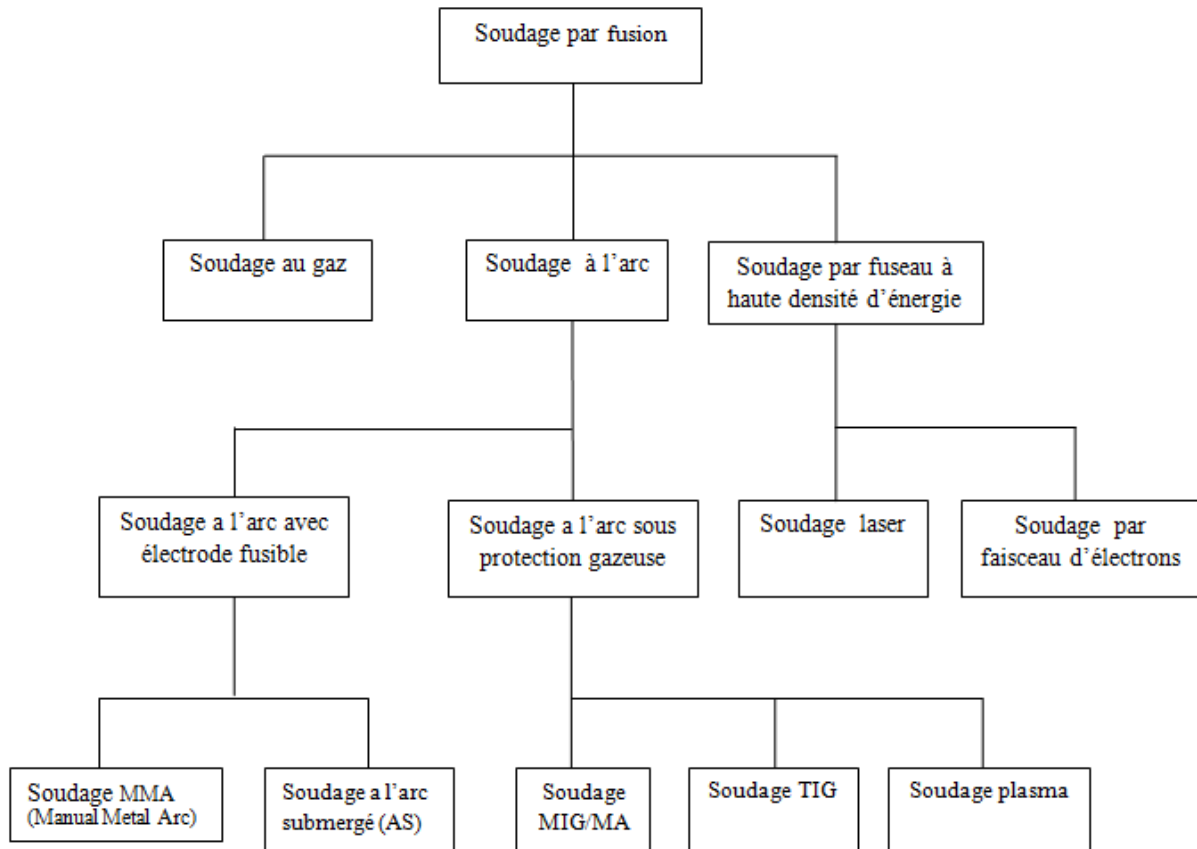 Soudage par fusion
Soudage au gaz
Soudage à l’arc
Soudage par fuseau à
haute densité d’énergie
Soudage a l’arc avec
électrode fusible
Soudage a l’arc sous
protection gazeuse
Soudage laser
Soudage par
faisceau d’électrons
Soudage MMA
(Manual Metal Arc)
Soudage a l’arc
submergé (AS)
Soudage
MIG/MA
Soudage TIG
Soudage plasma